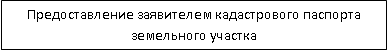 Предоставление заявителем кадастрового паспорта
земельного участка